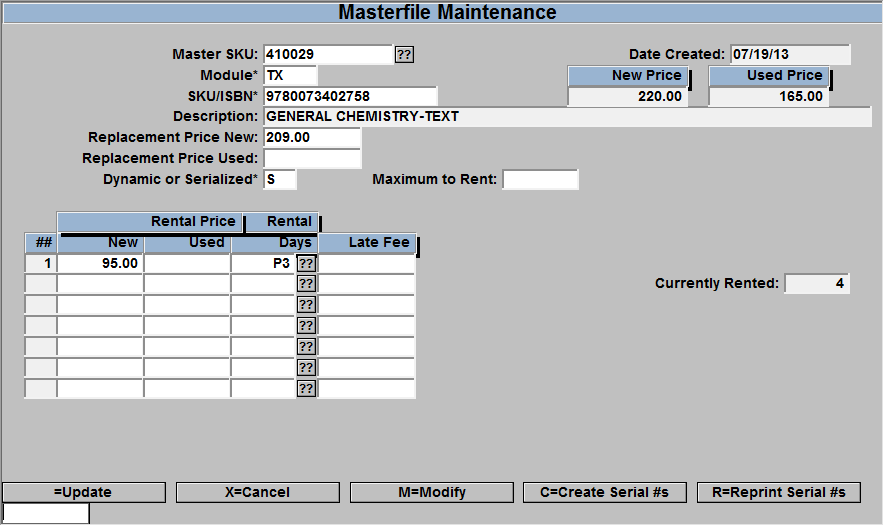 Masterfile Maintenance
Master SKU: 410029 ?? Date Created: 07/19/13
Module* TX New Price Used Price
SKU/ISBN* 9780073402758 220.00 165.00
Description: GENERAL CHEMISTRY-TEXT
Replacement Price New: 209.00
Replacement Price Used:
Dynamic or Serialized* S Maximum to Rent:
Rental Price Rental
## New Used Days Late Fee
1 95.00 P3 ??
??
Currently Rented: 4
??
??
??
??
??
=Update X=Cancel M=Modify C=Create Serial #s R=Reprint Serial #s